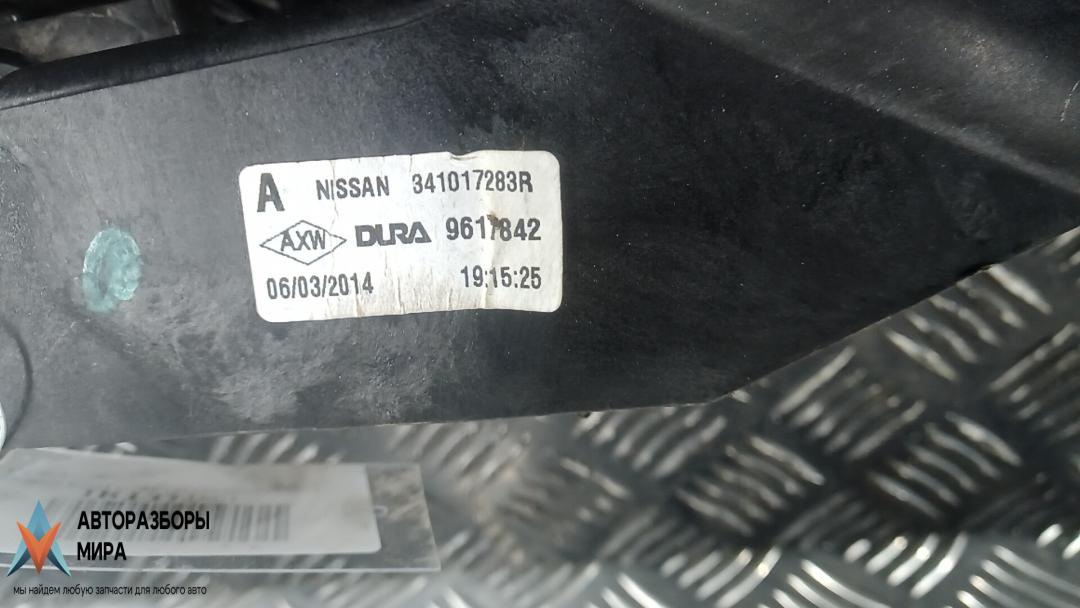 A NISSAN 341017283R
AXW DURA 9617842
06/03/2014 19:15:25
АВТОРАЗБОРЫ
МИРА
мы найдем любую запчасти для любого авто